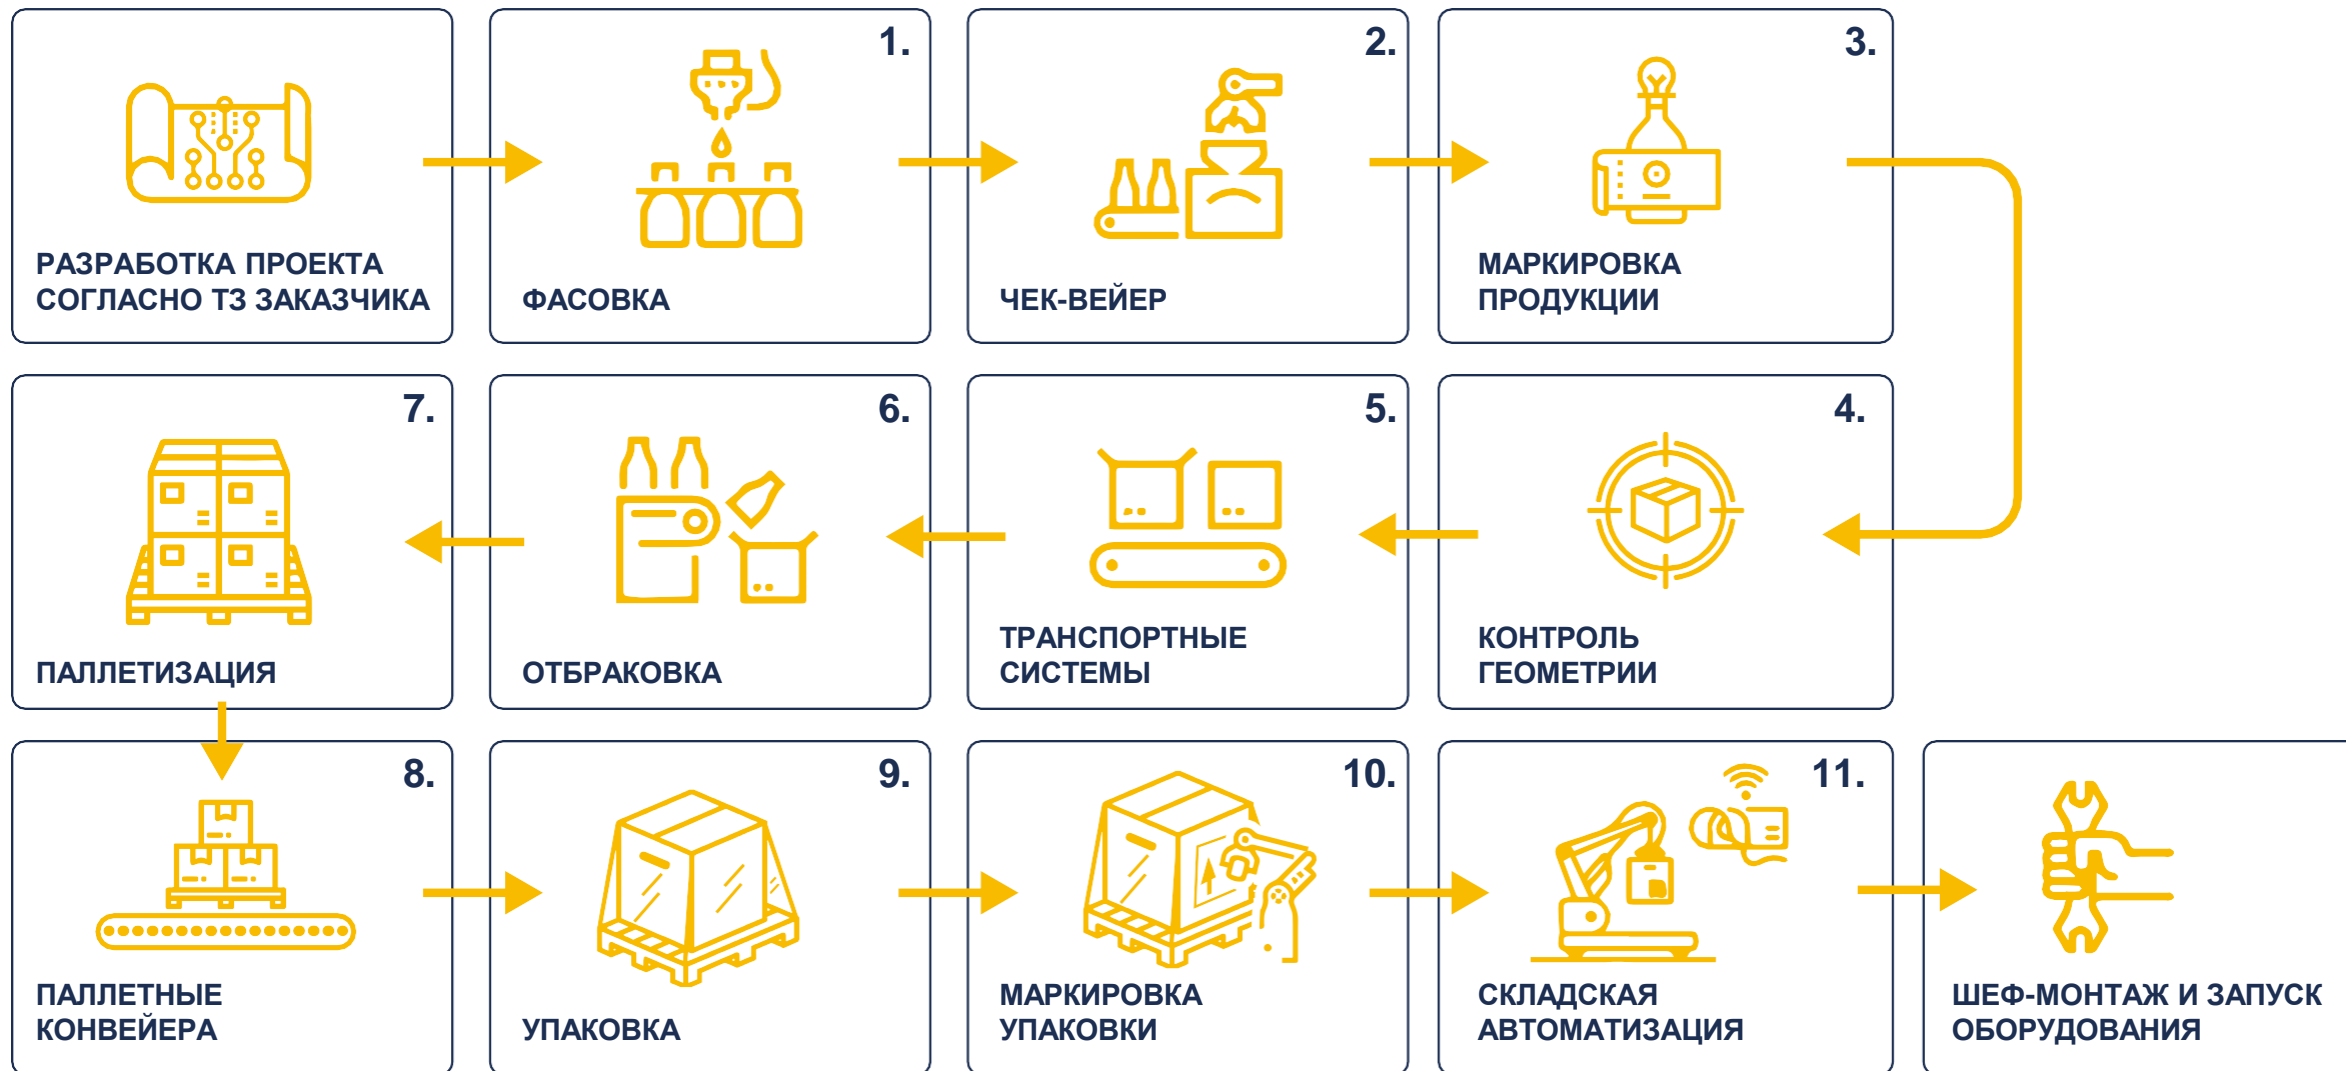 РАЗРАБОТКА ПРОЕКТА
СОГЛАСНО ТЗ ЗАКАЗЧИКА
1.
ФАСОВКА
2.
ЧЕК-ВЕЙЕР
3.
МАРКИРОВКА
ПРОДУКЦИИ
4.
КОНТРОЛЬ
ГЕОМЕТРИИ
5.
ТРАНСПОРТНЫЕ
СИСТЕМЫ
6.
ОТБРАКОВКА
7.
ПАЛЛЕТИЗАЦИЯ
8.
ПАЛЛЕТНЫЕ
КОНВЕЙЕРА
9.
УПАКОВКА
10.
МАРКИРОВКА
УПАКОВКИ
11.
СКЛАДСКАЯ
АВТОМАТИЗАЦИЯ
ШЕФ-МОНТАЖ И ЗАПУСК
ОБОРУДОВАНИЯ